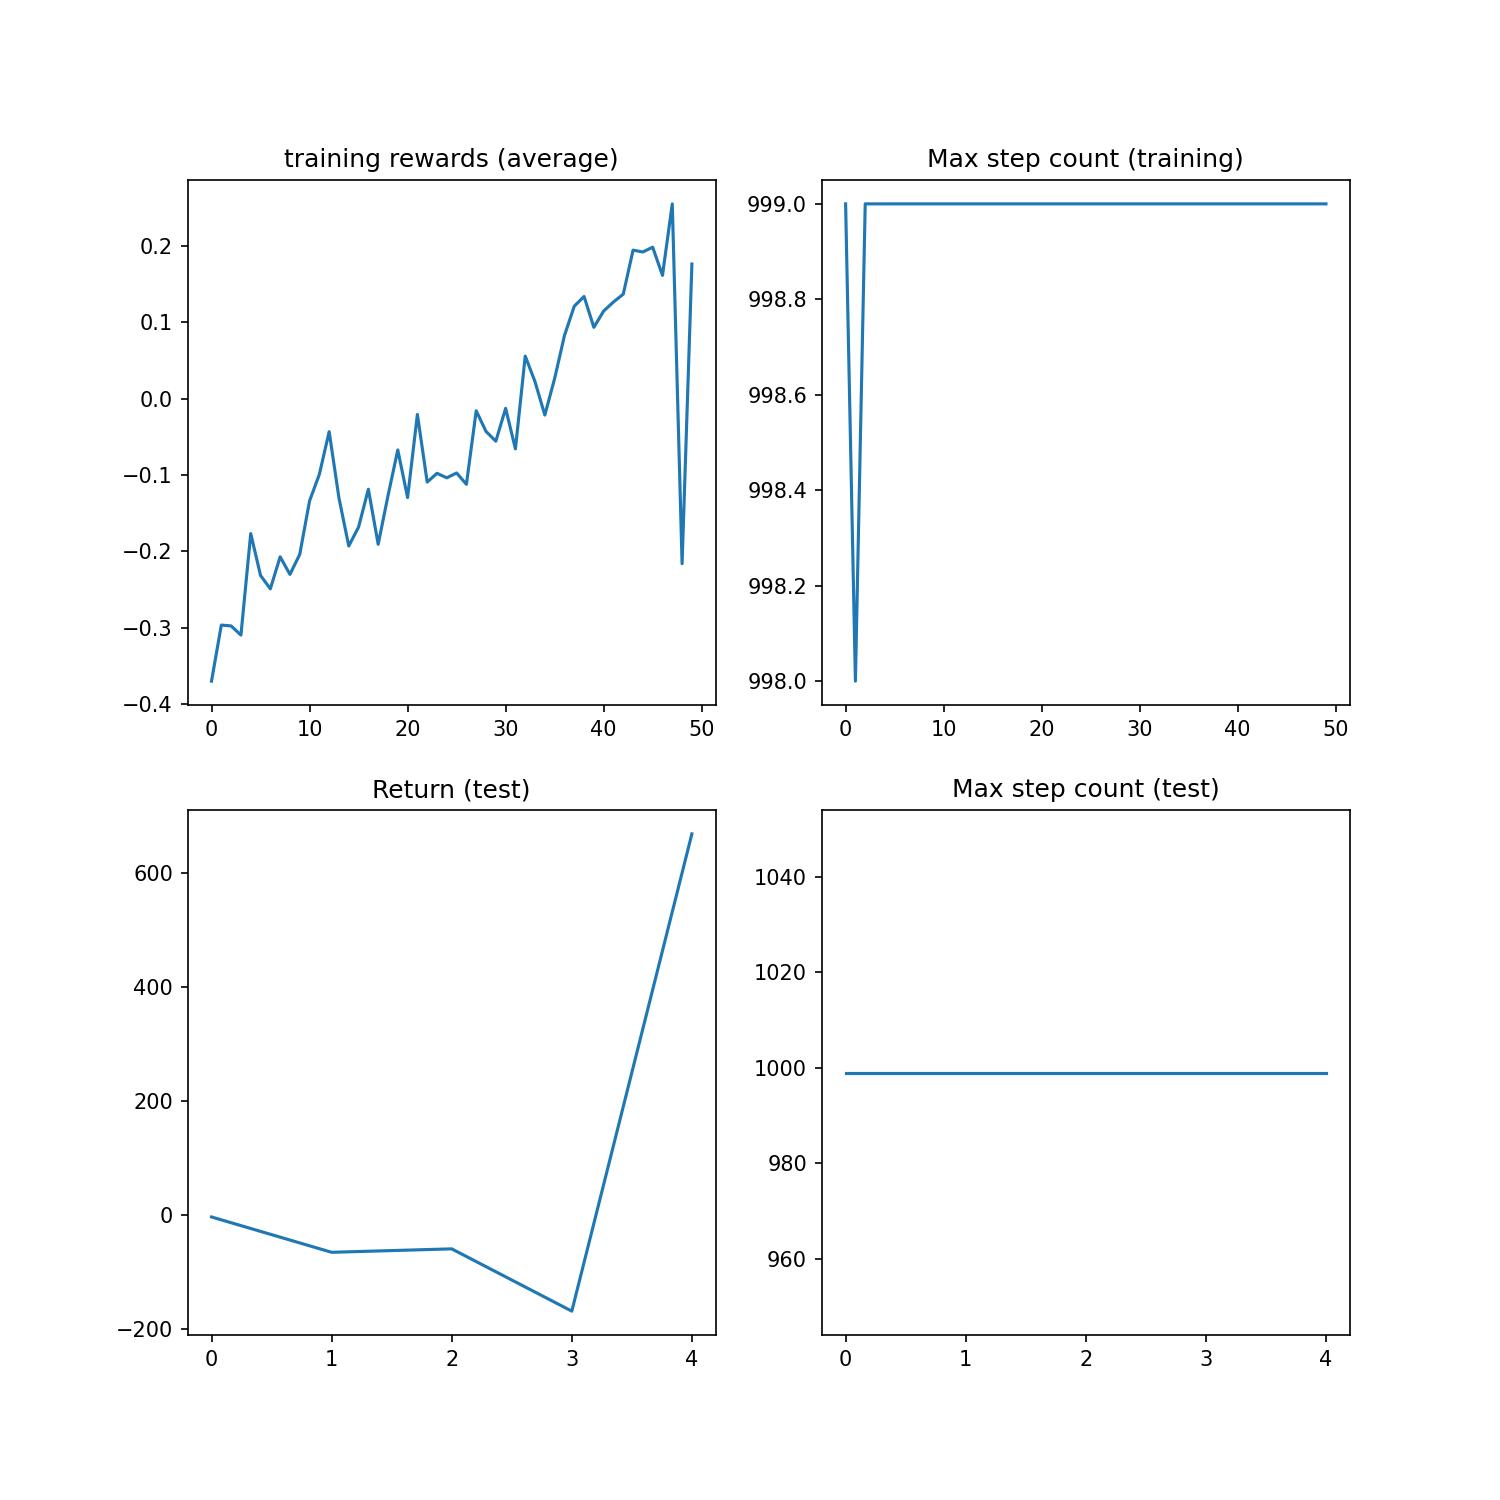 training rewards (average)
0.2
0.1
0.0
−0.1
−0.2
−0.3
−0.4
0 10 20 30 40 50
Max step count (training)
999.0
998.8
998.6
998.4
998.2
998.0
0 10 20 30 40 50
Return (test)
600
400
200
0
−200
0 1 2 3 4
Max step count (test)
1040
1020
1000
980
960
0 1 2 3 4